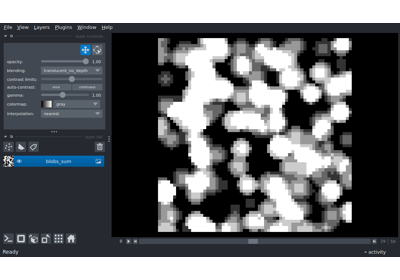 File View Layers Plugins Window Help
opacity: 1.00
blending: translucent_no_depth
contrast limits:
auto-contrast: once continuous
gamma: 1.00
colormap: gray
interpolation: nearest
blobs_sum
Ready
activity